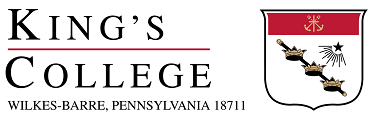 KING'S
COLLEGE
WILKES-BARRE, PENNSYLVANIA 18711